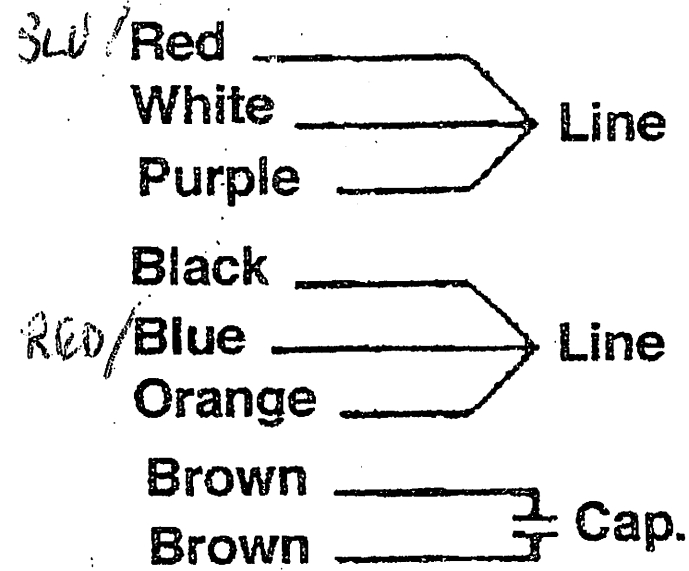 BLU/Red
White Line
Purple
Black
RED/Blue Line
Orange
Brown
Cap.
Brown